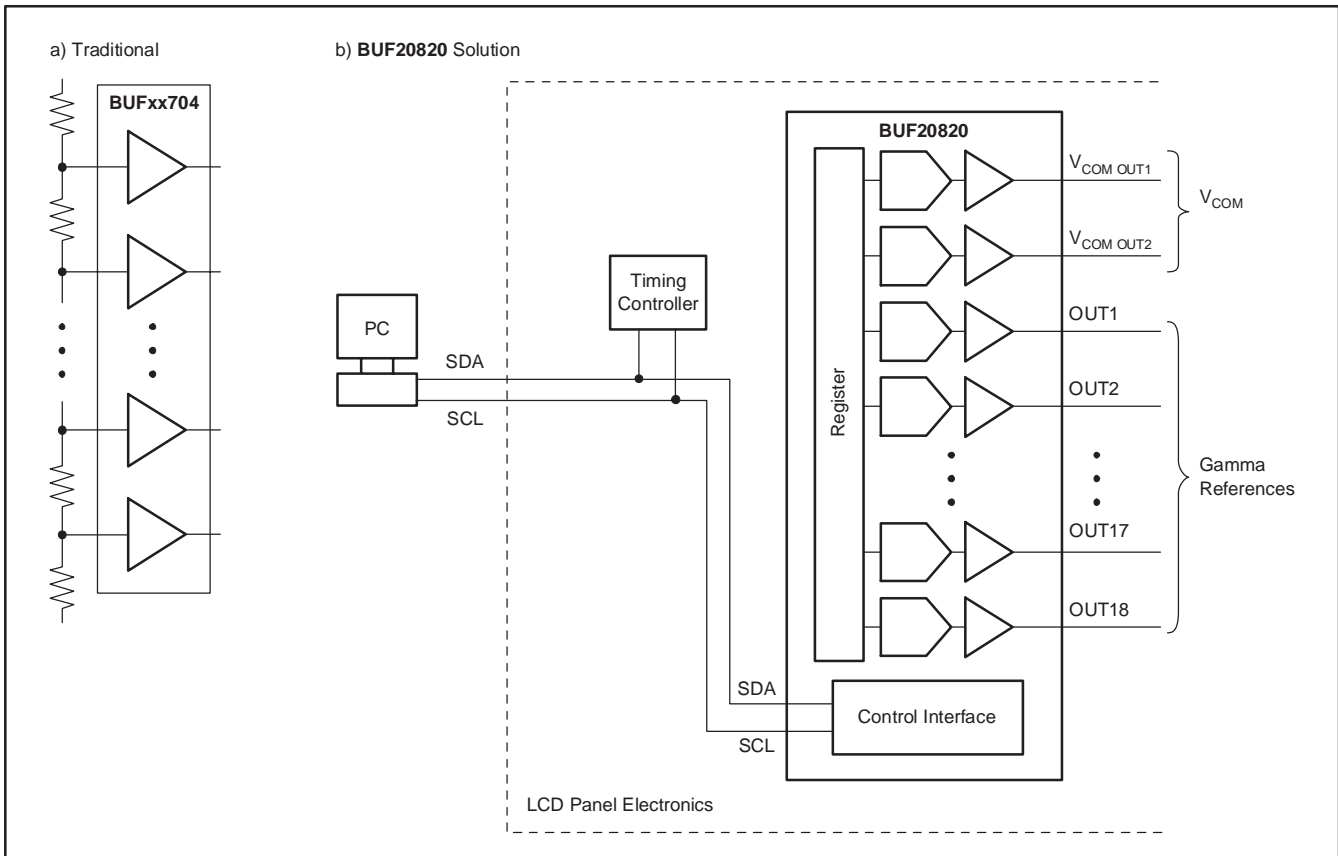 a) Traditional
BUFxx704
b) BUF20820 Solution
BUF20820
Register
VCOM OUT1
VCOM OUT2
VCOM
OUT1
OUT2
OUT17
OUT18
Gamma
References
Timing
Controller
PC
SDA
SCL
SDA
SCL
Control Interface
LCD Panel Electronics